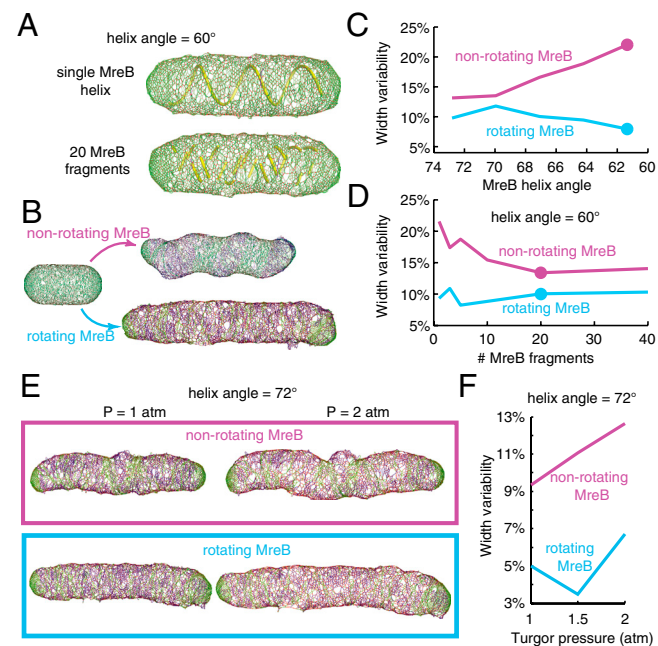 A
helix angle = 60°
single MreB
helix
20 MreB
fragments
B
non-rotating MreB
rotating MreB
C
25%
20%
15%
10%
5%
Width variability
non-rotating MreB
rotating MreB
74 72 70 68 66 64 62 60
MreB helix angle
D
25%
20%
15%
10%
5%
Width variability
helix angle = 60°
non-rotating MreB
rotating MreB
0 10 20 30 40
# MreB fragments
E
helix angle = 72°
P = 1 atm P = 2 atm
non-rotating MreB
rotating MreB
F
helix angle = 72°
13%
11%
9%
7%
5%
3%
Width variability
non-rotating
MreB
rotating
MreB
1 1.5 2
Turgor pressure (atm)